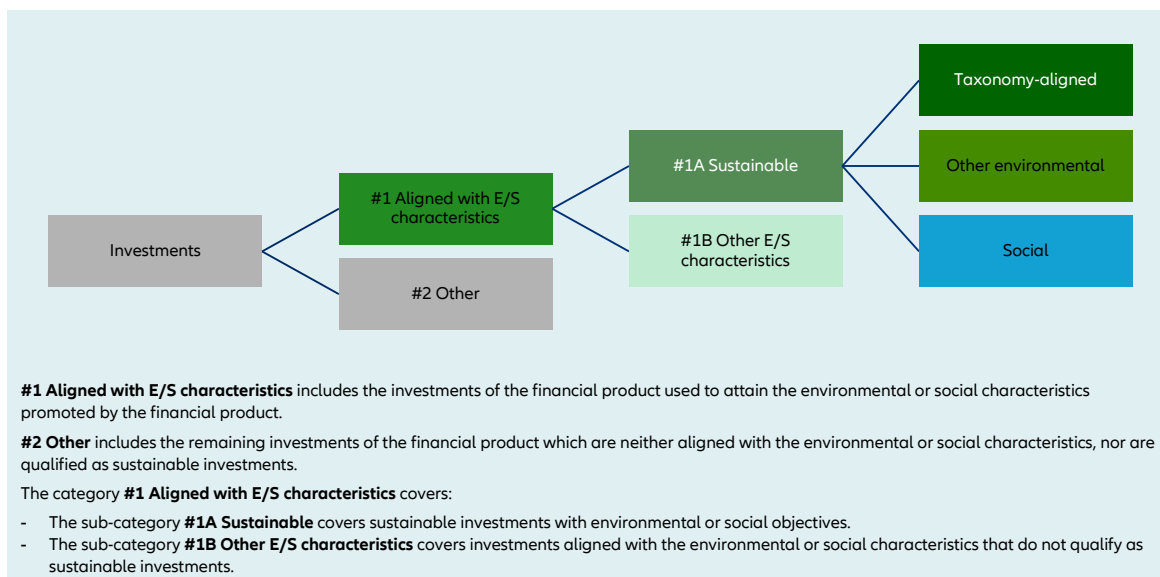 Taxonomy-aligned
#1A Sustainable
Other environmental
#1 Aligned with E/S
characteristics
Investments
#1B Other E/S
characteristics
Social
#2 Other
#1 Aligned with E/S characteristics includes the investments of the financial product used to attain the environmental or social characteristics
promoted by the financial product.
#2 Other includes the remaining investments of the financial product which are neither aligned with the environmental or social characteristics, nor are
qualified as sustainable investments.
The category #1 Aligned with E/S characteristics covers:
- The sub-category #1A Sustainable covers sustainable investments with environmental or social objectives.
- The sub-category #1B Other E/S characteristics covers investments aligned with the environmental or social characteristics that do not qualify as
sustainable investments.